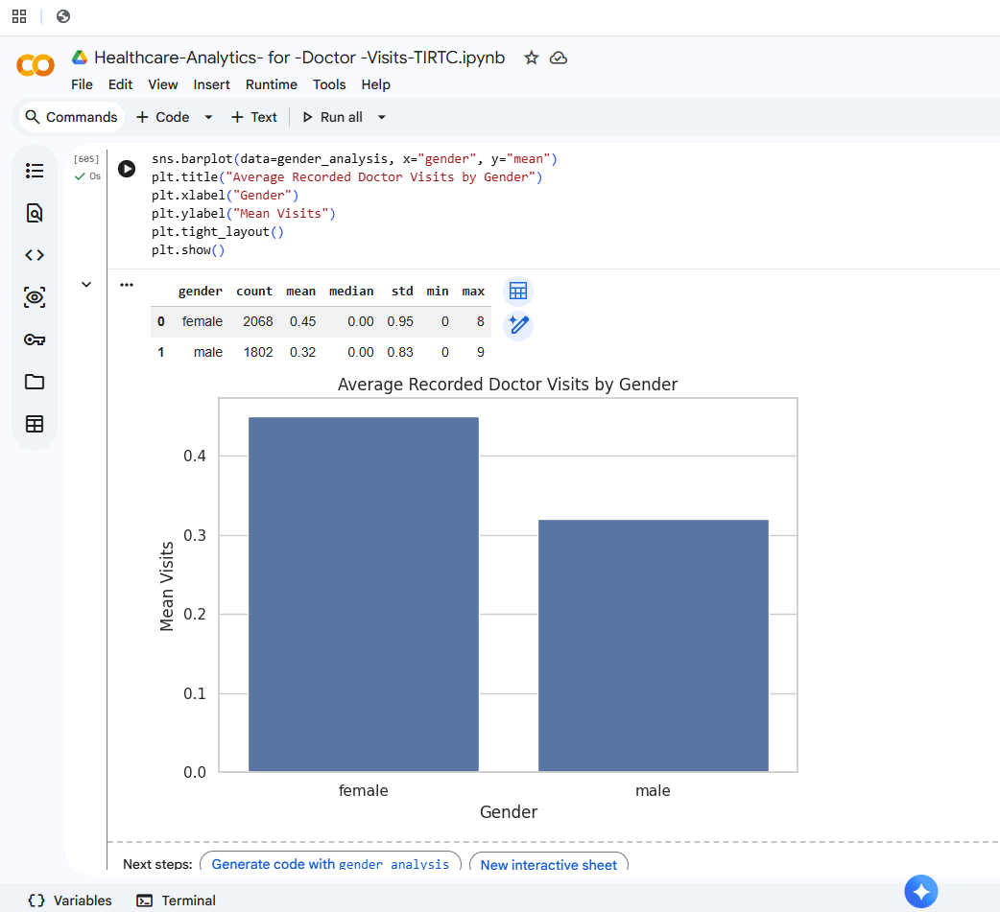 Healthcare-Analytics- for -Doctor -Visits-TIRTC.ipynb
File Edit View Insert Runtime Tools Help
Commands + Code + Text Run all
[605]
0s
sns.barplot(data=gender_analysis, x="gender", y="mean")
plt.title("Average Recorded Doctor Visits by Gender")
plt.xlabel("Gender")
plt.ylabel("Mean Visits")
plt.tight_layout()
plt.show()
gender count mean median std min max
0 female 2068 0.45 0.00 0.95 0 8
1 male 1802 0.32 0.00 0.83 0 9
Average Recorded Doctor Visits by Gender
0.4
0.3
0.2
0.1
0.0
Mean Visits
female male
Gender
Next steps: Generate code with gender_analysis New interactive sheet
Variables Terminal